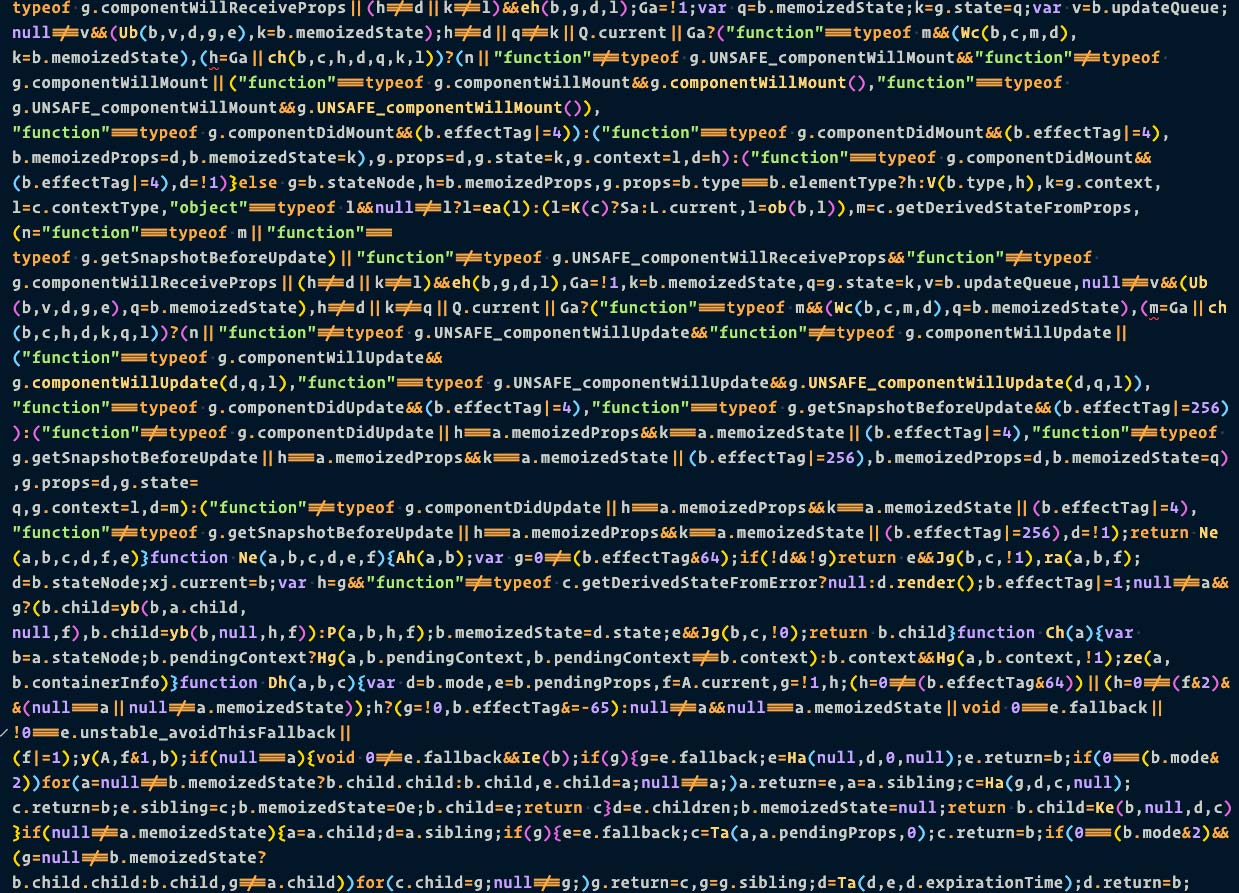 typeof g.componentWillReceiveProps||(h!==d||k!==l)&&eh(b,g,d,l);Ga=!1;var q=b.memoizedState;k=g.state=q;var v=b.updateQueue;
null!==v&&(Ub(b,v,d,g,e),k=b.memoizedState);h!==d||q!==k||Q.current||Ga?("function"===typeof m&&(Wc(b,c,m,d),
k=b.memoizedState),(h=Ga||ch(b,c,h,d,q,k,l))?(n||"function"!==typeof g.UNSAFE_componentWillMount&&"function"!==typeof
g.componentWillMount||("function"===typeof g.componentWillMount&&g.componentWillMount(),"function"===typeof
g.UNSAFE_componentWillMount&&g.UNSAFE_componentWillMount()),
"function"===typeof g.componentDidMount&&(b.effectTag|=4)):("function"===typeof g.componentDidMount&&(b.effectTag|=4),
b.memoizedProps=d,b.memoizedState=k),g.props=d,g.state=k,g.context=l,d=h):("function"===typeof g.componentDidMount&&
(b.effectTag|=4),d=!1)}else g=b.stateNode,h=b.memoizedProps,g.props=b.type===b.elementType?h:V(b.type,h),k=g.context,
l=c.contextType,"object"===typeof l&&null!==l?l=ea(l):(l=K(c)?Sa:L.current,l=ob(b,l)),m=c.getDerivedStateFromProps,
(n="function"===typeof m||"function"===
typeof g.getSnapshotBeforeUpdate)||"function"!==typeof g.UNSAFE_componentWillReceiveProps&&"function"!==typeof
g.componentWillReceiveProps||(h!==d||k!==l)&&eh(b,g,d,l),Ga=!1,k=b.memoizedState,q=g.state=k,v=b.updateQueue,null!==v&&(Ub
(b,v,d,g,e),q=b.memoizedState),h!==d||k!==q||Q.current||Ga?("function"===typeof m&&(Wc(b,c,m,d),q=b.memoizedState),(m=Ga||ch
(b,c,h,d,k,q,l))?(n||"function"!==typeof g.UNSAFE_componentWillUpdate&&"function"!==typeof g.componentWillUpdate||
("function"===typeof g.componentWillUpdate&&
g.componentWillUpdate(d,q,l),"function"===typeof g.UNSAFE_componentWillUpdate&&g.UNSAFE_componentWillUpdate(d,q,l)),
"function"===typeof g.componentDidUpdate&&(b.effectTag|=4),"function"===typeof g.getSnapshotBeforeUpdate&&(b.effectTag|=256)
):("function"!==typeof g.componentDidUpdate||h===a.memoizedProps&&k===a.memoizedState||(b.effectTag|=4),"function"!==typeof
g.getSnapshotBeforeUpdate||h===a.memoizedProps&&k===a.memoizedState||(b.effectTag|=256),b.memoizedProps=d,b.memoizedState=q)
,g.props=d,g.state=
q,g.context=l,d=m):("function"!==typeof g.componentDidUpdate||h===a.memoizedProps&&k===a.memoizedState||(b.effectTag|=4),
"function"!==typeof g.getSnapshotBeforeUpdate||h===a.memoizedProps&&k===a.memoizedState||(b.effectTag|=256),d=!1);return Ne
(a,b,c,d,f,e)}function Ne(a,b,c,d,e,f){Ah(a,b);var g=0!==(b.effectTag&64);if(!d&&!g)return e&&Jg(b,c,!1),ra(a,b,f);
d=b.stateNode;xj.current=b;var h=g&&"function"!==typeof c.getDerivedStateFromError?null:d.render();b.effectTag|=1;null!==a&&
g?(b.child=yb(b,a.child,
null,f),b.child=yb(b,null,h,f)):P(a,b,h,f);b.memoizedState=d.state;e&&Jg(b,c,!0);return b.child}function Ch(a){var
b=a.stateNode;b.pendingContext?Hg(a,b.pendingContext,b.pendingContext!==b.context):b.context&&Hg(a,b.context,!1);ze(a,
b.containerInfo)}function Dh(a,b,c){var d=b.mode,e=b.pendingProps,f=A.current,g=!1,h;(h=0!==(b.effectTag&64))||(h=0!==(f&2)&
&(null===a||null!==a.memoizedState));h?(g=!0,b.effectTag&=-65):null!==a&&null===a.memoizedState||void 0===e.fallback||
!0===e.unstable_avoidThisFallback||
(f|=1);y(A,f&1,b);if(null===a){void 0!==e.fallback&&Ie(b);if(g){g=e.fallback;e=Ha(null,d,0,null);e.return=b;if(0===(b.mode&
2))for(a=null!==b.memoizedState?b.child.child:b.child,e.child=a;null!==a;)a.return=e,a=a.sibling;c=Ha(g,d,c,null);
c.return=b;e.sibling=c;b.memoizedState=Oe;b.child=e;return c}d=e.children;b.memoizedState=null;return b.child=Ke(b,null,d,c)
}if(null!==a.memoizedState){a=a.child;d=a.sibling;if(g){e=e.fallback;c=Ta(a,a.pendingProps,0);c.return=b;if(0===(b.mode&2)&&
(g=null!==b.memoizedState?
b.child.child:b.child,g!==a.child))for(c.child=g;null!==g;)g.return=c,g=g.sibling;d=Ta(d,e,d.expirationTime);d.return=b;